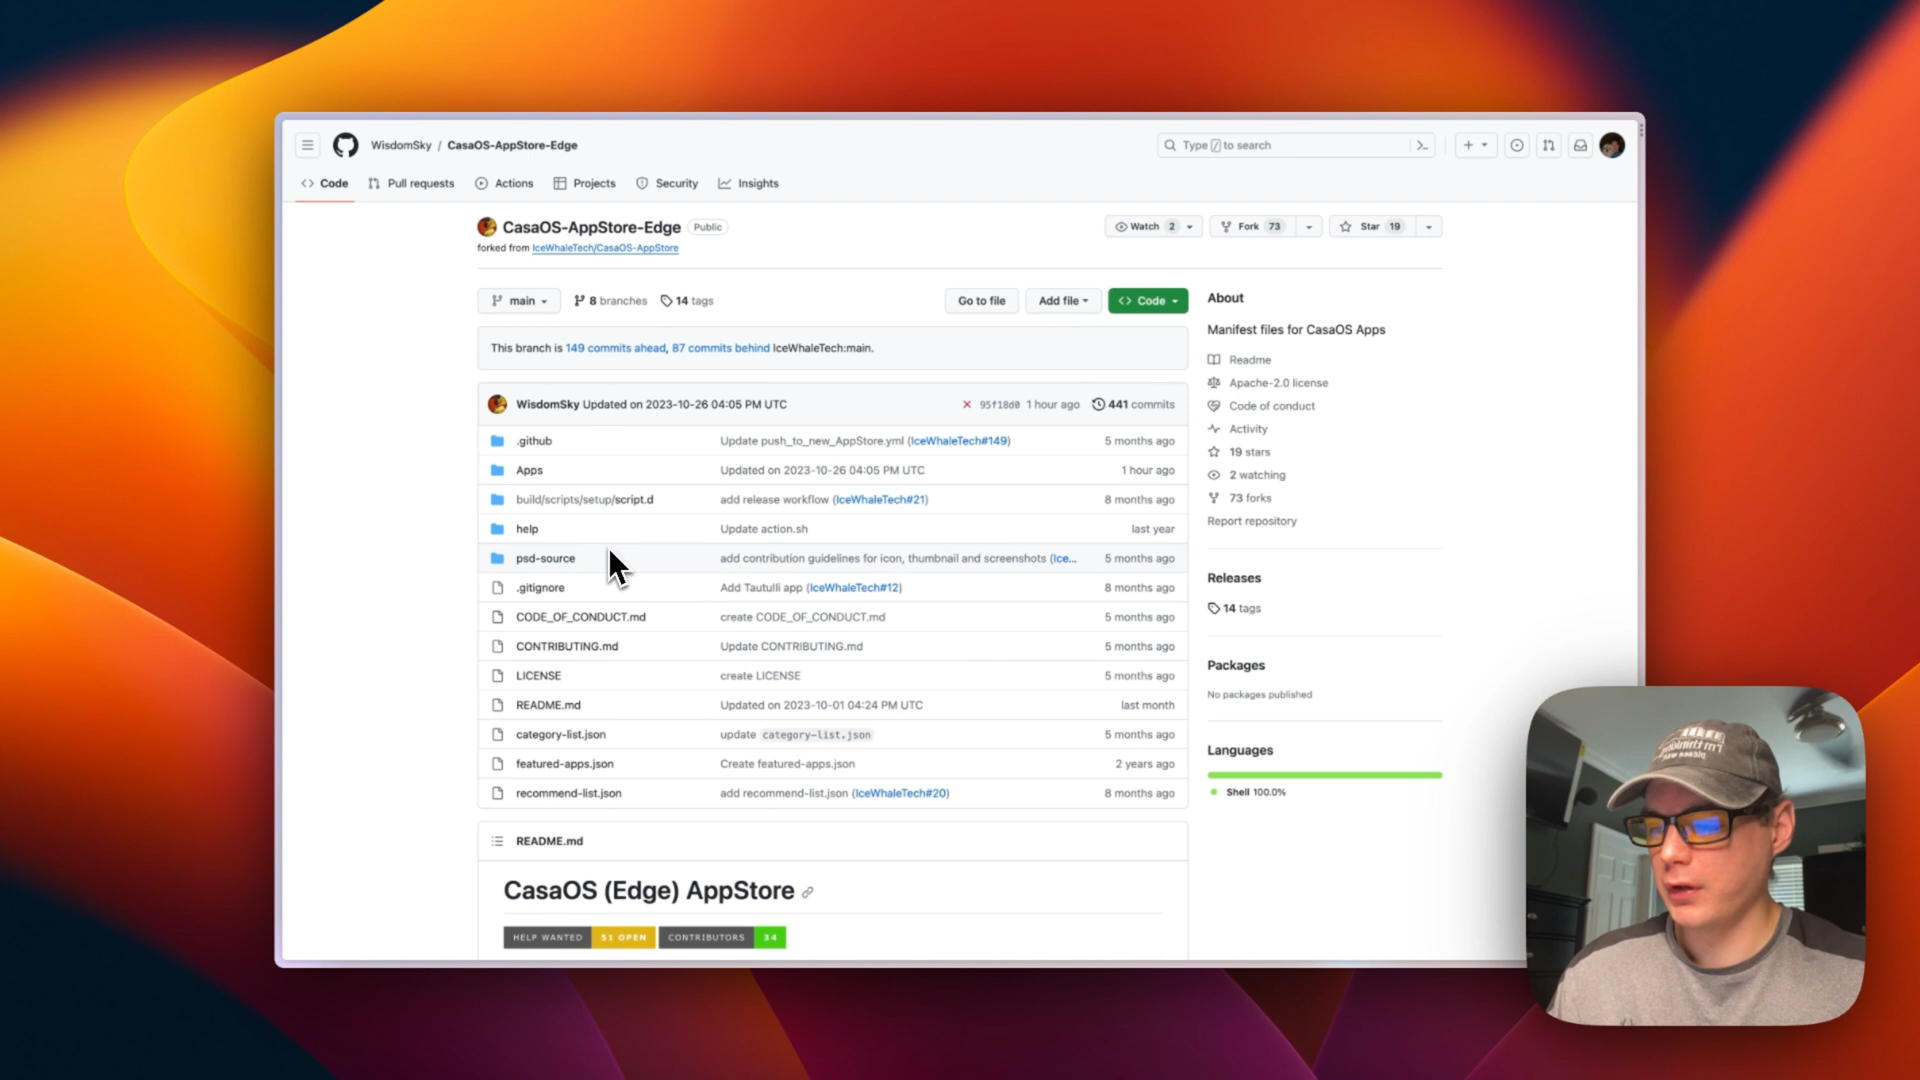 WisdomSky / CasaOS-AppStore-Edge
Type / to search
Code Pull requests Actions Projects Security Insights
CasaOS-AppStore-Edge Public
Watch 2 Fork 73 Star 19
forked from IceWhaleTech/CasaOS-AppStore
main 8 branches 14 tags Go to file Add file Code
This branch is 149 commits ahead, 87 commits behind IceWhaleTech:main.
WisdomSky Updated on 2023-10-26 04:05 PM UTC 95f18d0 1 hour ago 441 commits
.github Update push_to_new_AppStore.yml (IceWhaleTech#149) 5 months ago
Apps Updated on 2023-10-26 04:05 PM UTC 1 hour ago
build/scripts/setup/script.d add release workflow (IceWhaleTech#21) 8 months ago
help Update action.sh last year
psd-source add contribution guidelines for icon, thumbnail and screenshots (Ice... 5 months ago
.gitignore Add Tautulli app (IceWhaleTech#12) 8 months ago
CODE_OF_CONDUCT.md create CODE_OF_CONDUCT.md 5 months ago
CONTRIBUTING.md Update CONTRIBUTING.md 5 months ago
LICENSE create LICENSE 5 months ago
README.md Updated on 2023-10-01 04:24 PM UTC last month
category-list.json update category-list.json 5 months ago
featured-apps.json Create featured-apps.json 2 years ago
recommend-list.json add recommend-list.json (IceWhaleTech#20) 8 months ago
README.md
CasaOS (Edge) AppStore
HELP WANTED 51 OPEN CONTRIBUTORS 34
About
Manifest files for CasaOS Apps
Readme
Apache-2.0 license
Code of conduct
Activity
19 stars
2 watching
73 forks
Report repository
Releases
14 tags
Packages
No packages published
Languages
Shell 100.0%